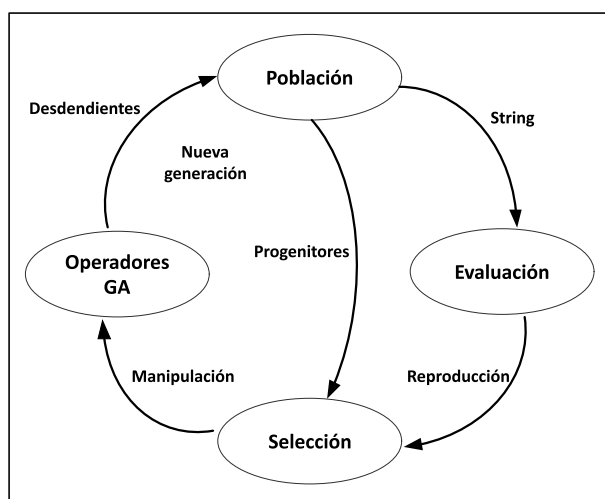 Población
Desdendientes
String
Nueva
generación
Operadores
GA
Progenitores
Evaluación
Manipulación
Reproducción
Selección